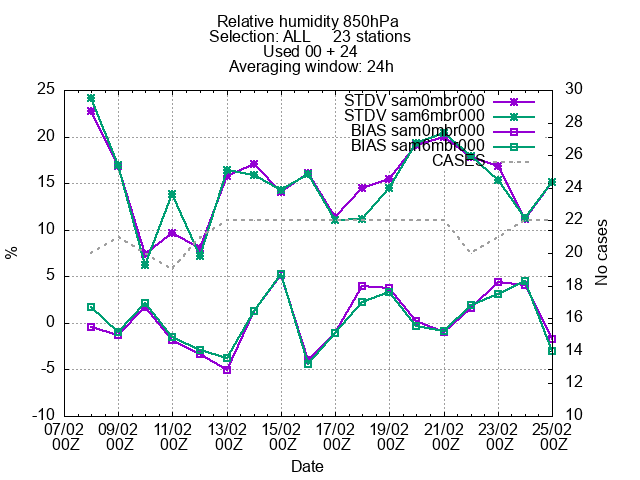 Relative humidity 850hPa
Selection: ALL 23 stations
Used 00 + 24
Averaging window: 24h
STDV sam0mbr000
STDV sam6mbr000
BIAS sam0mbr000
BIAS sam6mbr000
CASES
25
20
15
10
5
0
-5
-10
%
30
28
26
24
22
20
18
16
14
12
10
No cases
07/02 09/02 11/02 13/02 15/02 17/02 19/02 21/02 23/02 25/02
00Z 00Z 00Z 00Z 00Z 00Z 00Z 00Z 00Z 00Z
Date